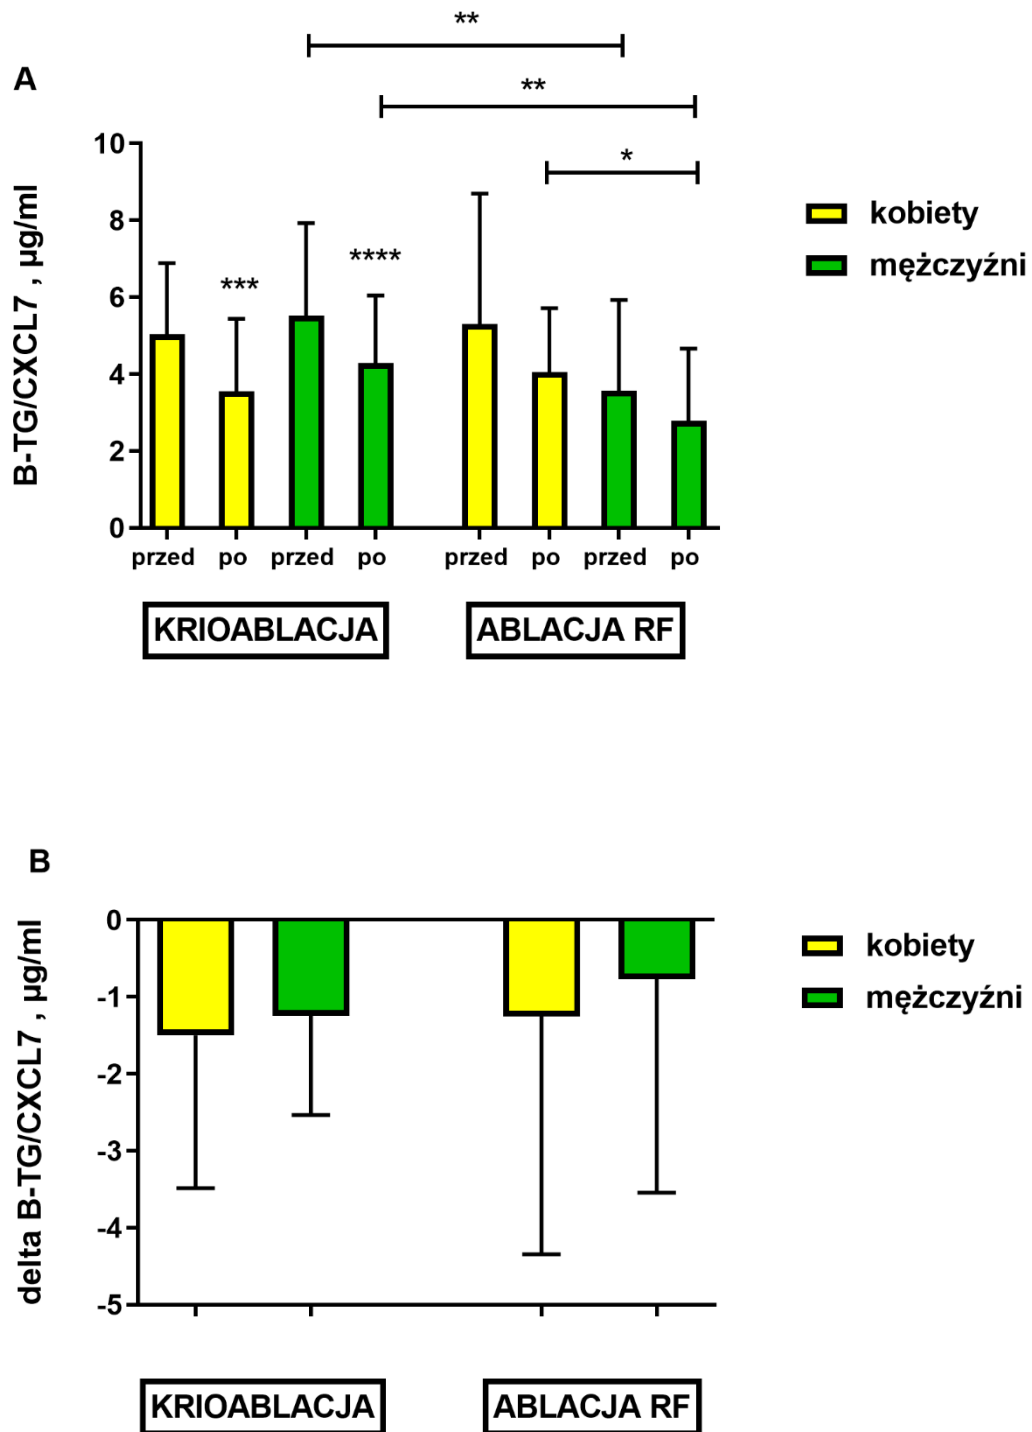 **
A
**
*
10
8
6
4
2
0
B-TG/CXCL7 , µg/ml
***
****
kobiety
mężczyźni
przed po przed po przed po przed po
KRIOABLACJA ABLACJA RF
B
0
-1
-2
-3
-4
-5
delta B-TG/CXCL7 , µg/ml
kobiety
mężczyźni
KRIOABLACJA ABLACJA RF